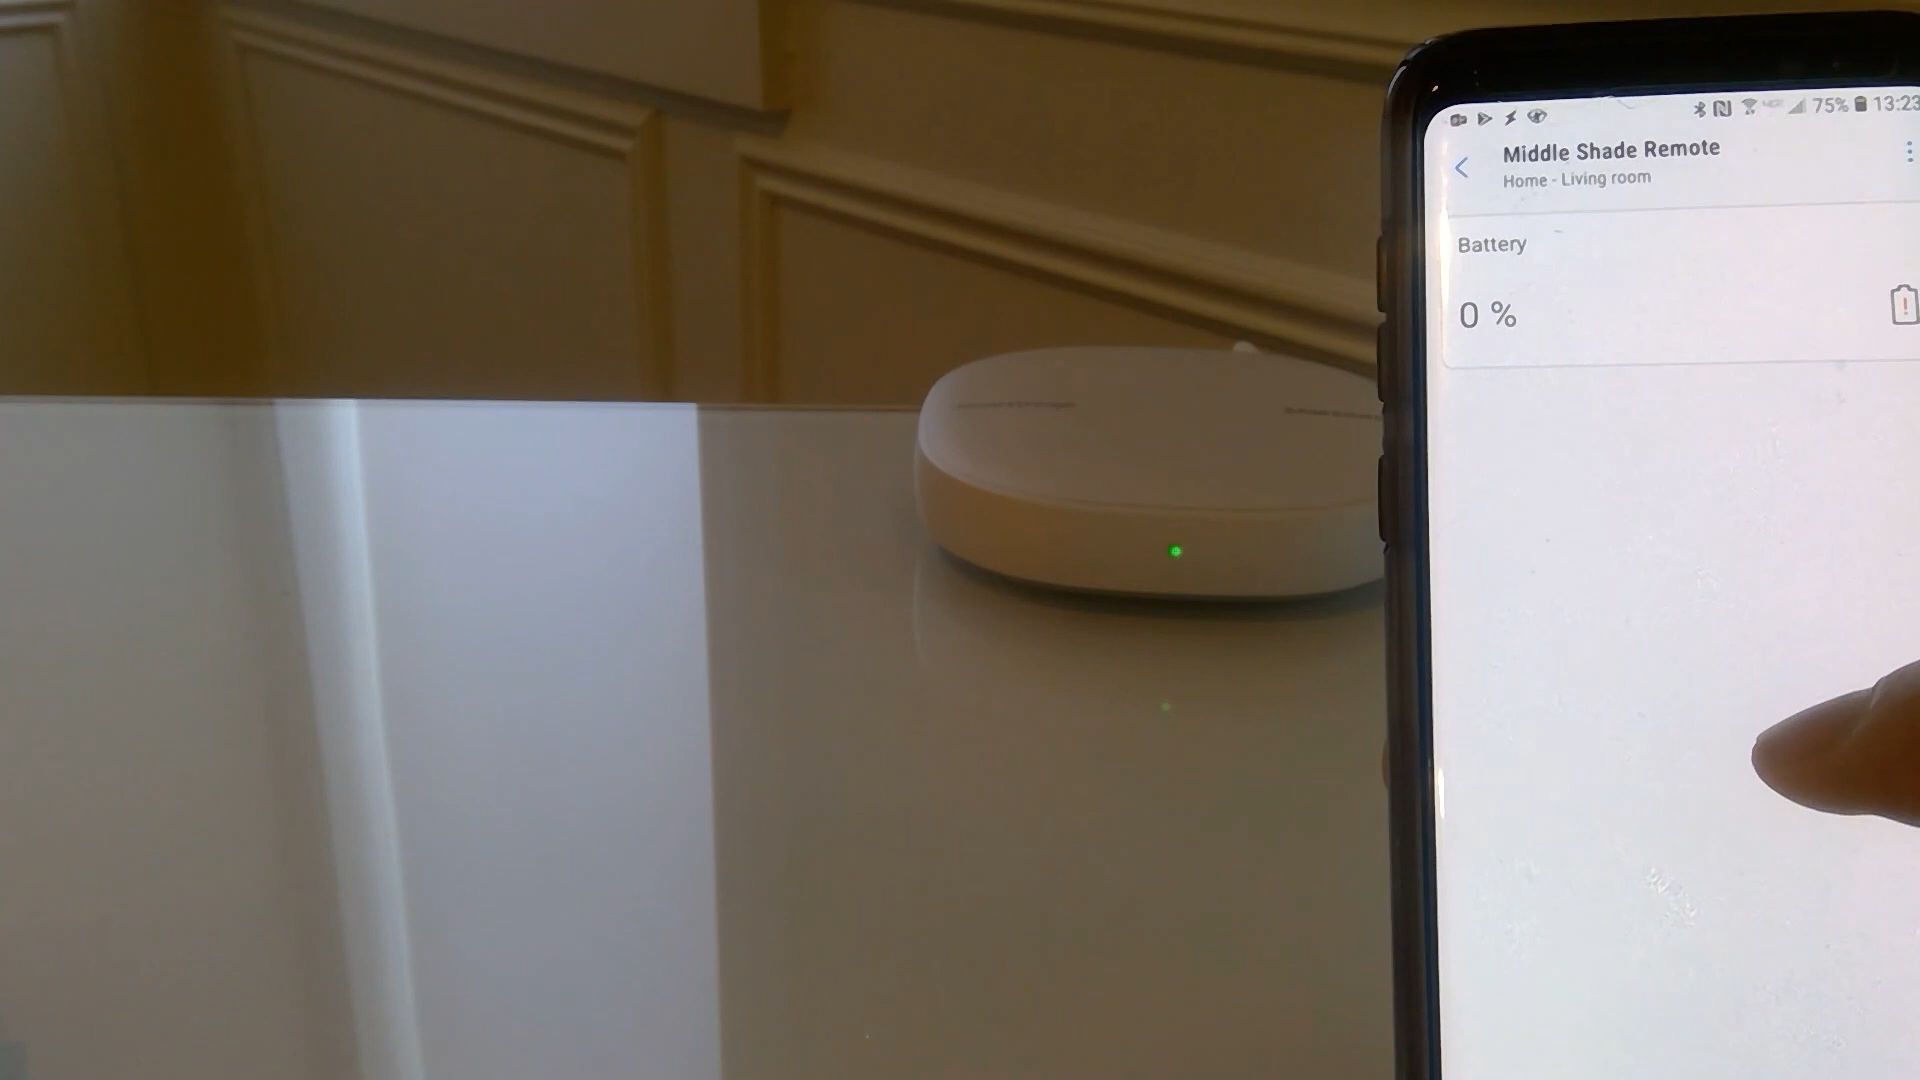 75% 13:23
Middle Shade Remote
Home - Living room
Battery
0 %